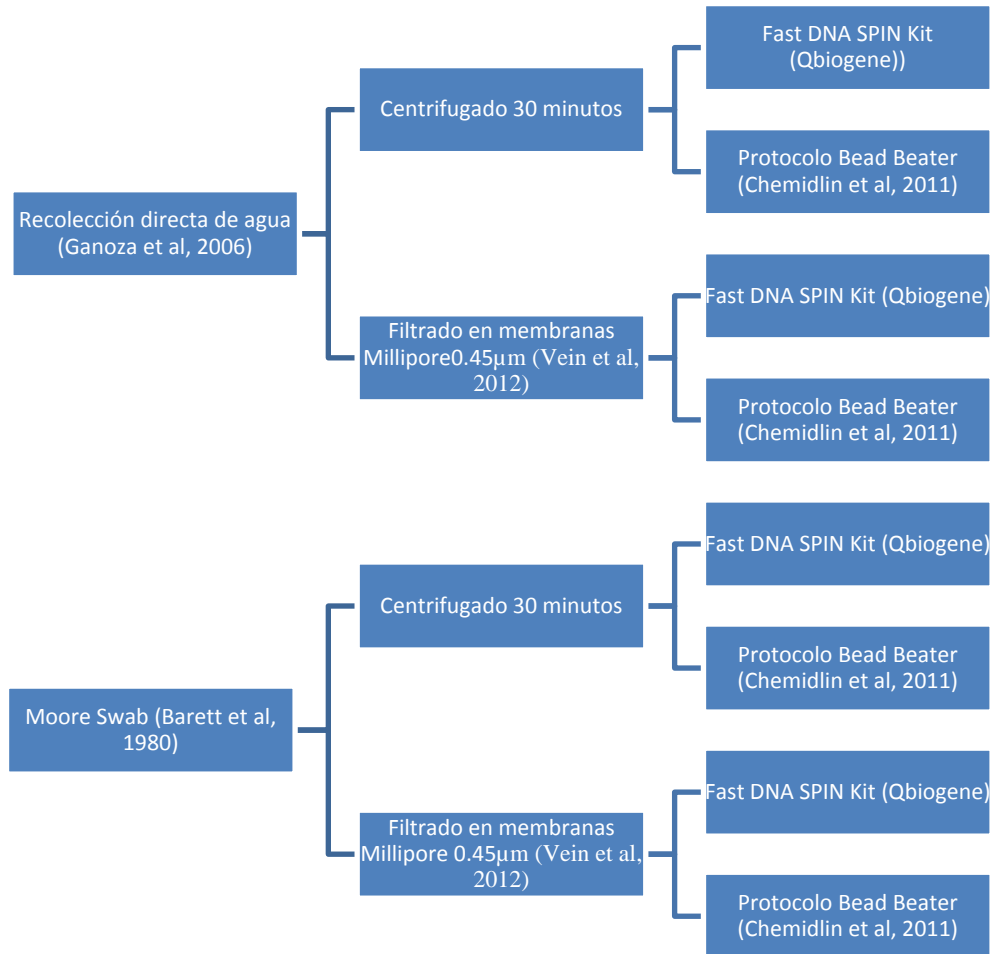 Recolección directa de agua
(Ganoza et al, 2006)
Centrifugado 30 minutos
Fast DNA SPIN Kit
(Qbiogene))
Protocolo Bead Beater
(Chemidlin et al, 2011)
Filtrado en membranas
Millipore0.45µm (Vein et al,
2012)
Fast DNA SPIN Kit (Qbiogene)
Protocolo Bead Beater
(Chemidlin et al, 2011)
Moore Swab (Barett et al,
1980)
Centrifugado 30 minutos
Fast DNA SPIN Kit (Qbiogene)
Protocolo Bead Beater
(Chemidlin et al, 2011)
Filtrado en membranas
Millipore 0.45µm (Vein et al,
2012)
Fast DNA SPIN Kit (Qbiogene)
Protocolo Bead Beater
(Chemidlin et al, 2011)